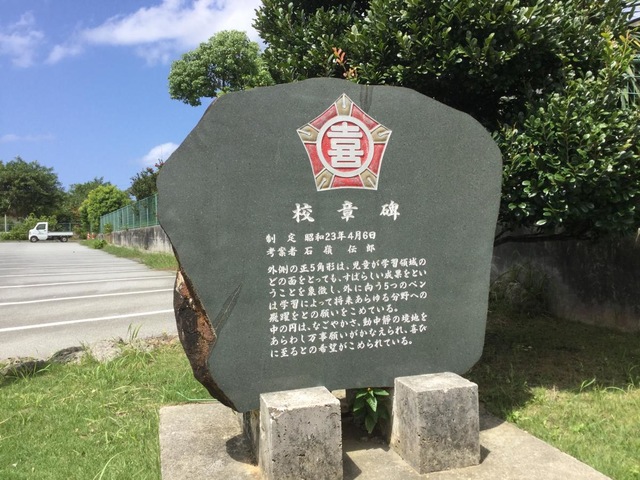 喜
校章碑
制定 昭和23年4月6日
考案者 石嶺伝郎
外側の正5角形は、児童が学習領域の
どの面をとっても、すばらしい成果をとい
うことを象徴し、外に向う5つのペン
は学習によって将来あらゆる分野への
飛躍をとの願いをこめている。
中の円は、なごやかさ、動中静の境地を
あらわし万事願いがかなえられ、喜び
に至るとの希望がこめられている。